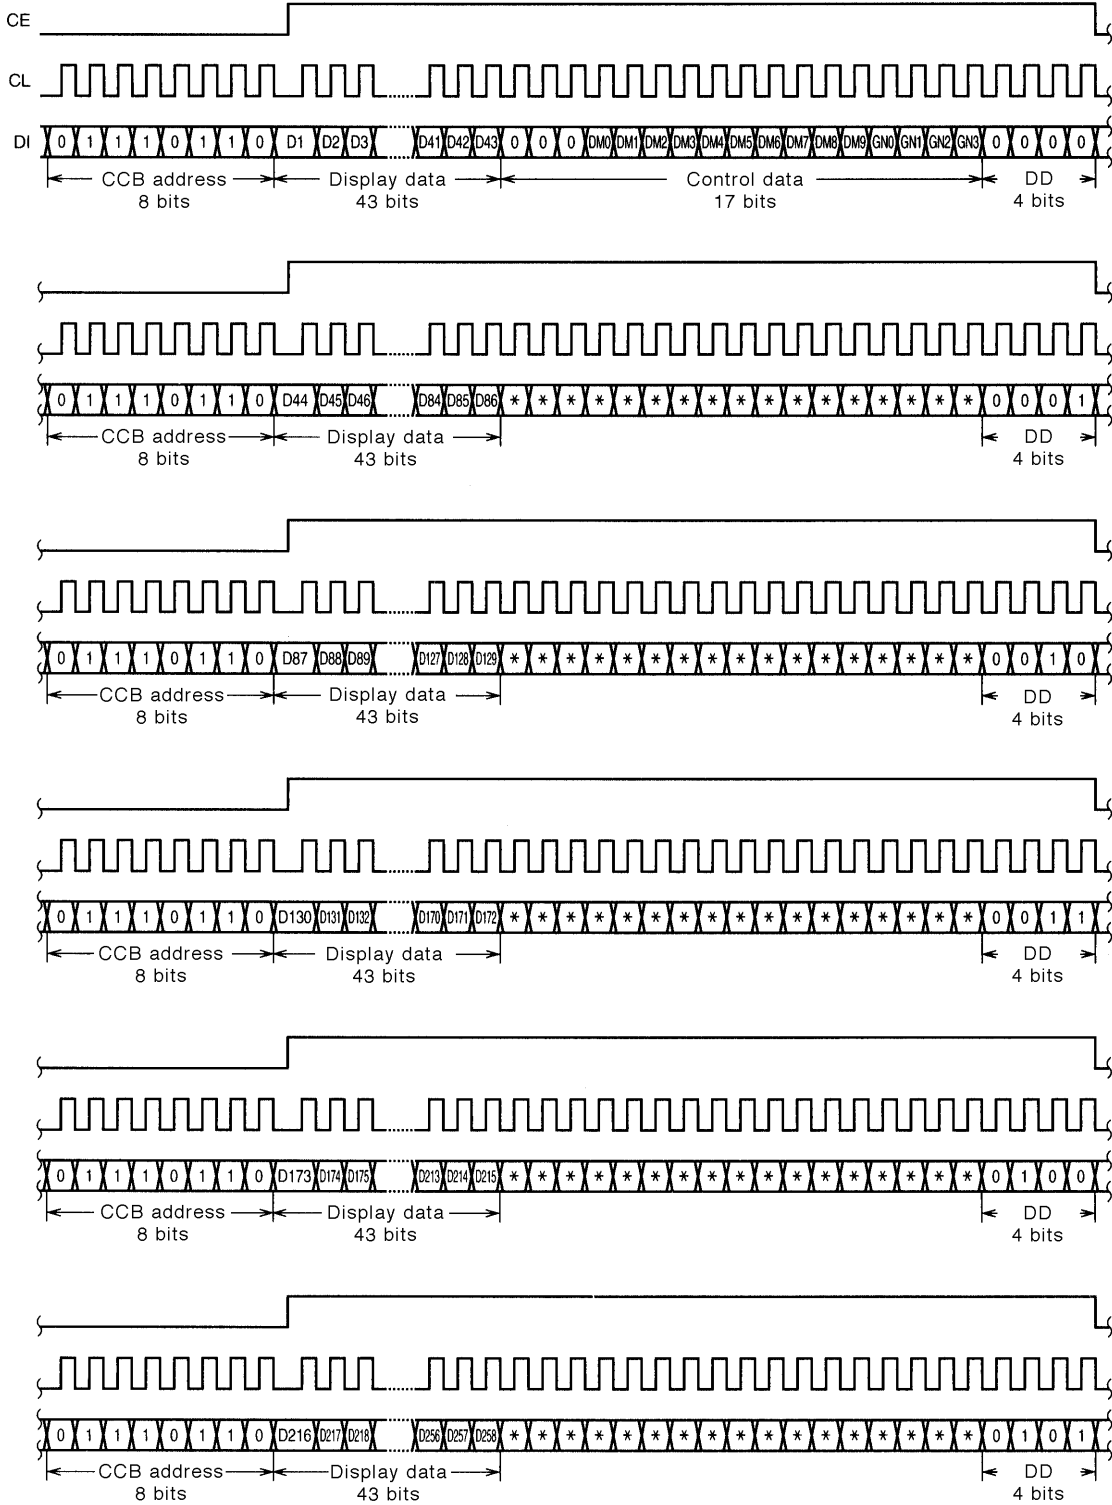 CE
CL
DI 0 1 1 1 0 1 1 0 D1 D2 D3 D41 D42 D43 0 0 0 DM0 DM1 DM2 DM3 DM4 DM5 DM6 DM7 DM8 DM9 GN0 GN1 GN2 GN3 0 0 0 0
CCB address Display data Control data DD
8 bits 43 bits 17 bits 4 bits
0 1 1 1 0 1 1 0 D44 D45 D46 D84 D85 D86 * * * * * * * * * * * * * * * * * 0 0 0 1
CCB address Display data DD
8 bits 43 bits 4 bits
0 1 1 1 0 1 1 0 D87 D88 D89 D127 D128 D129 * * * * * * * * * * * * * * * * * 0 0 1 0
CCB address Display data DD
8 bits 43 bits 4 bits
0 1 1 1 0 1 1 0 D130 D131 D132 D170 D171 D172 * * * * * * * * * * * * * * * * * 0 0 1 1
CCB address Display data DD
8 bits 43 bits 4 bits
0 1 1 1 0 1 1 0 D173 D174 D175 D213 D214 D215 * * * * * * * * * * * * * * * * * 0 1 0 0
CCB address Display data DD
8 bits 43 bits 4 bits
0 1 1 1 0 1 1 0 D216 D217 D218 D256 D257 D258 * * * * * * * * * * * * * * * * * 0 1 0 1
CCB address Display data DD
8 bits 43 bits 4 bits